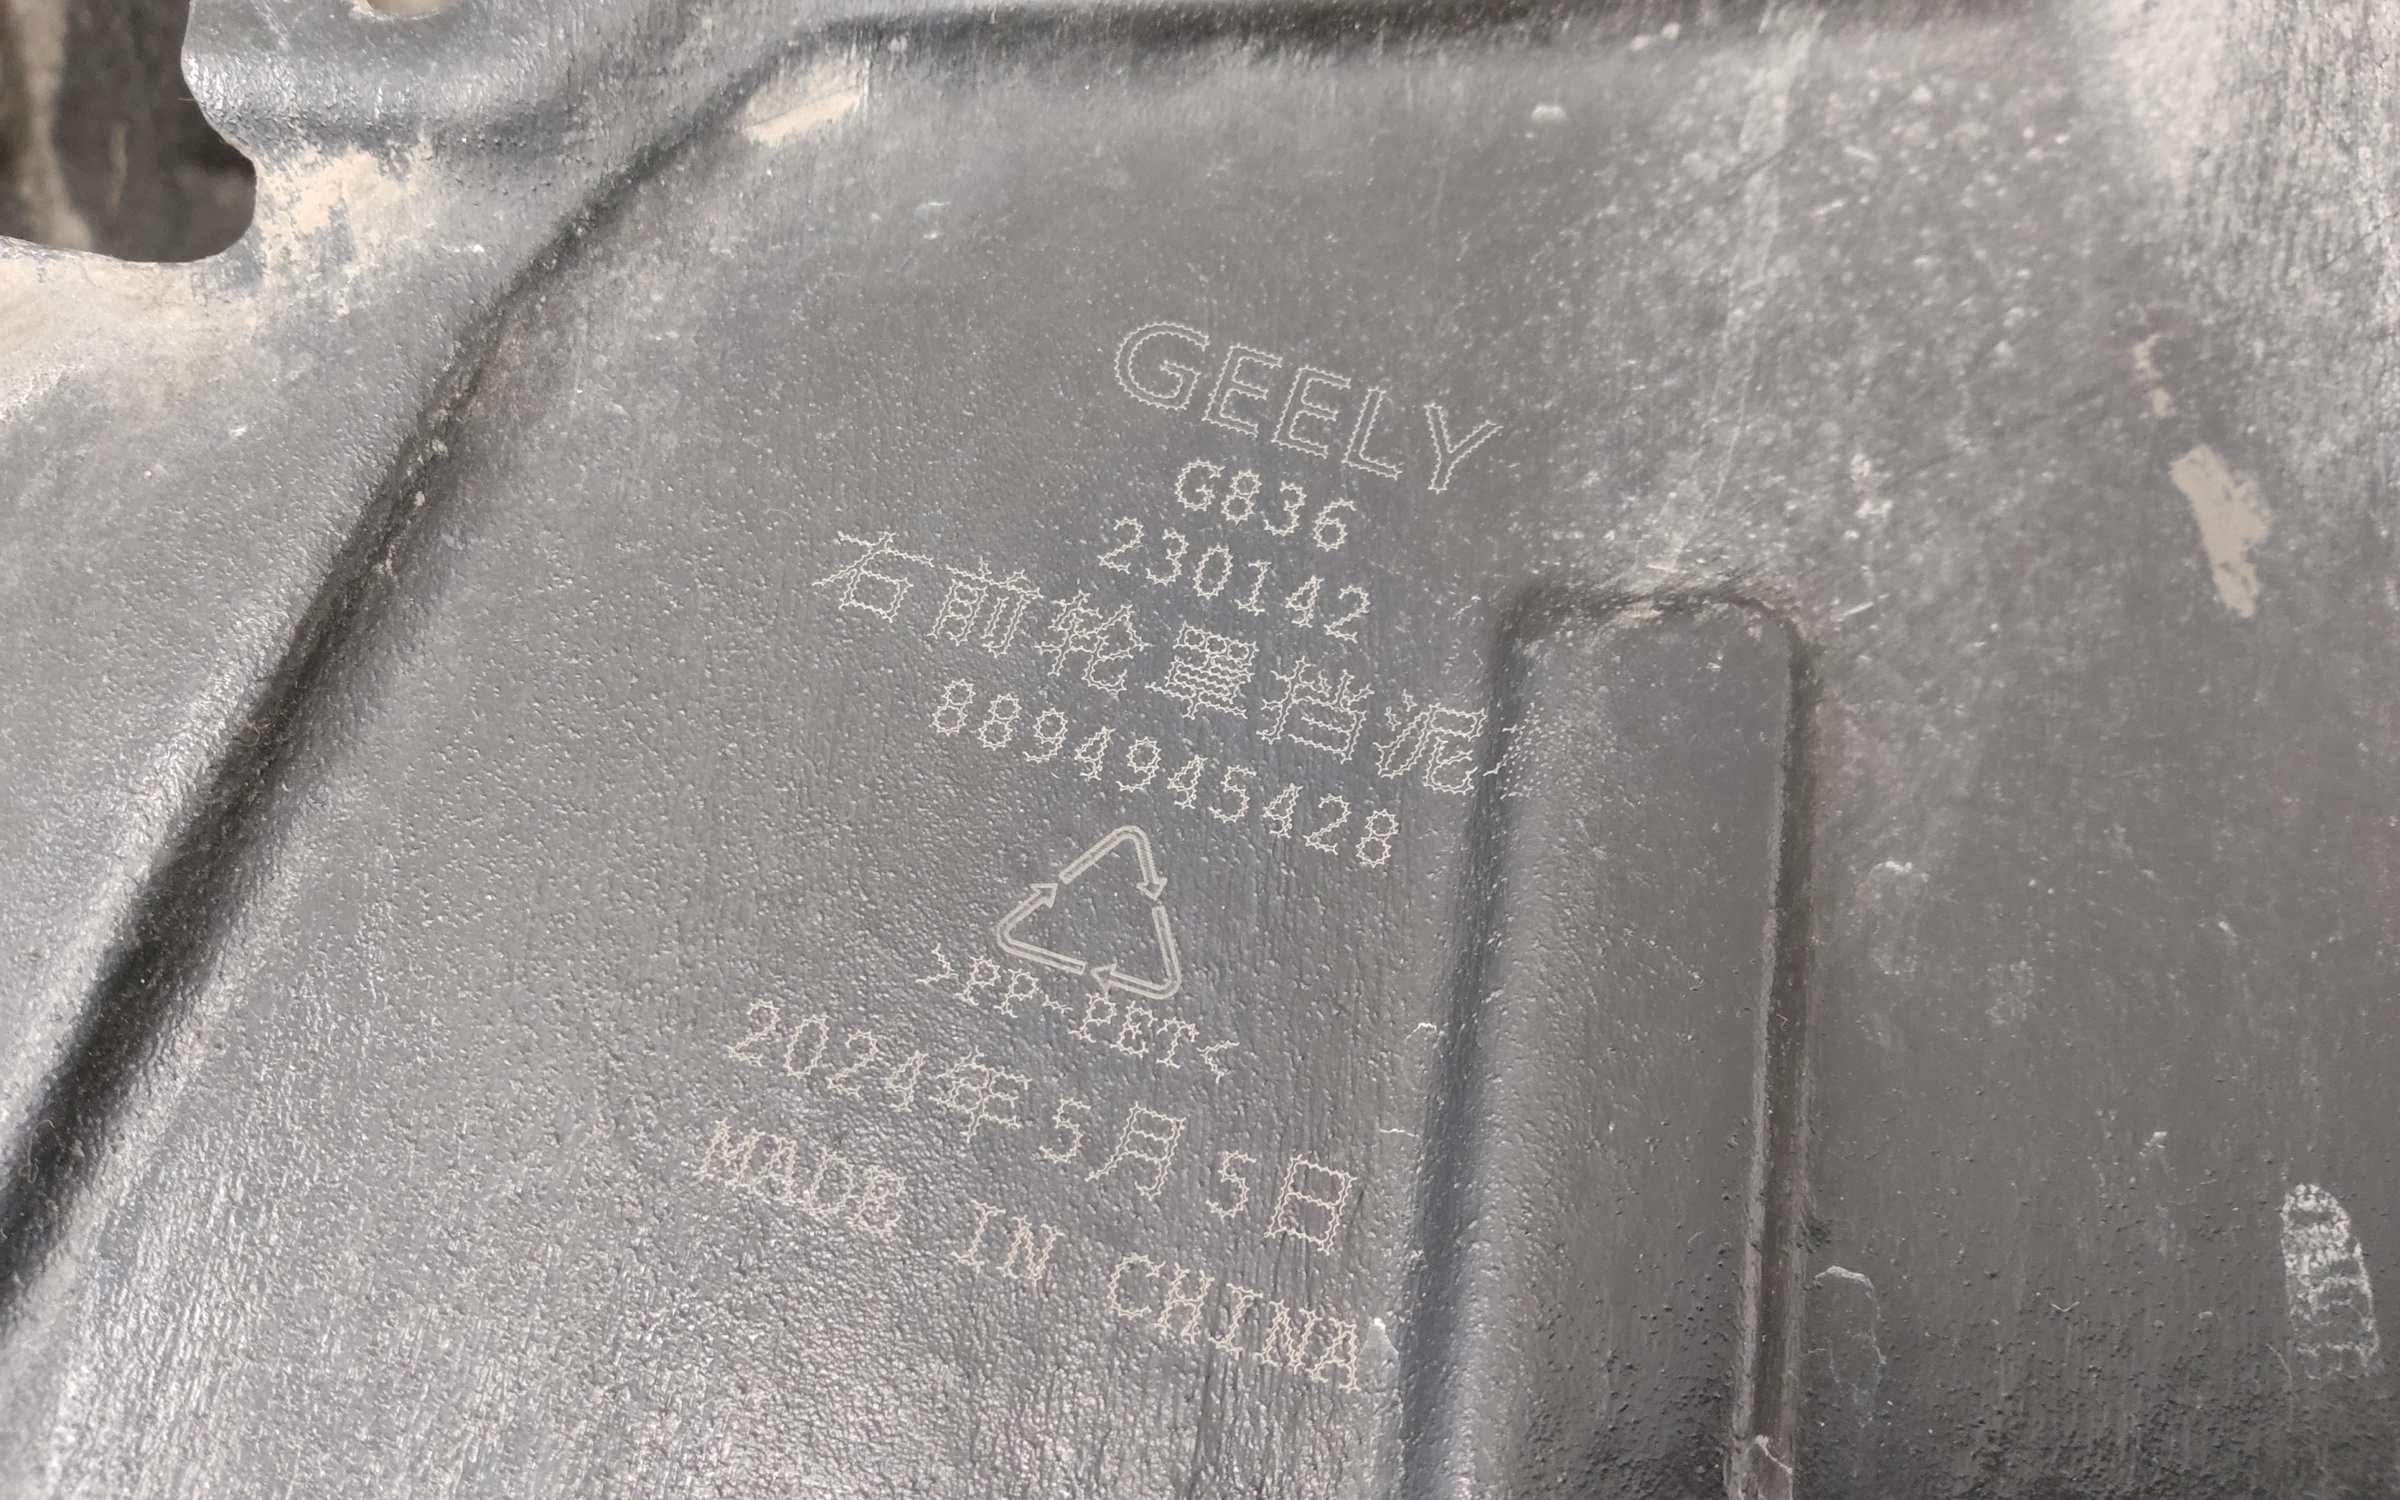 GEELY
G836
230142
右前轮罩挡泥
8894945428
>PP-PET<
2024年5月5日
MADE IN CHINA